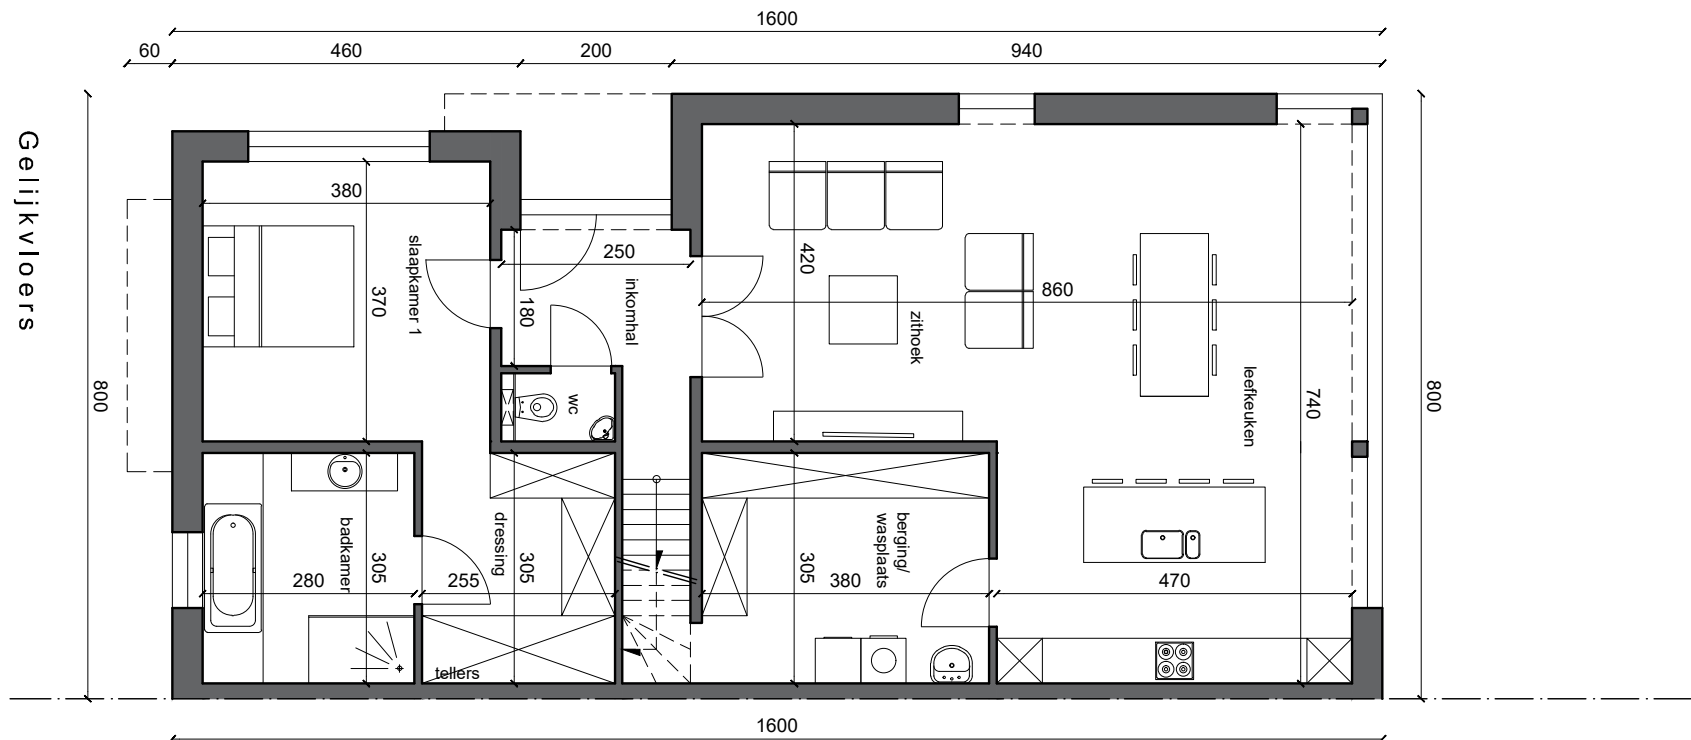 1600
60
460
200
940
Gelijkvloers
800
800
380
370
slaapkamer 1
250
180
inkomhal
wc
420
860
zithoek
leefkeuken
740
badkamer
280
305
dressing
255
305
tellers
berging/
wasplaats
305
380
470
1600